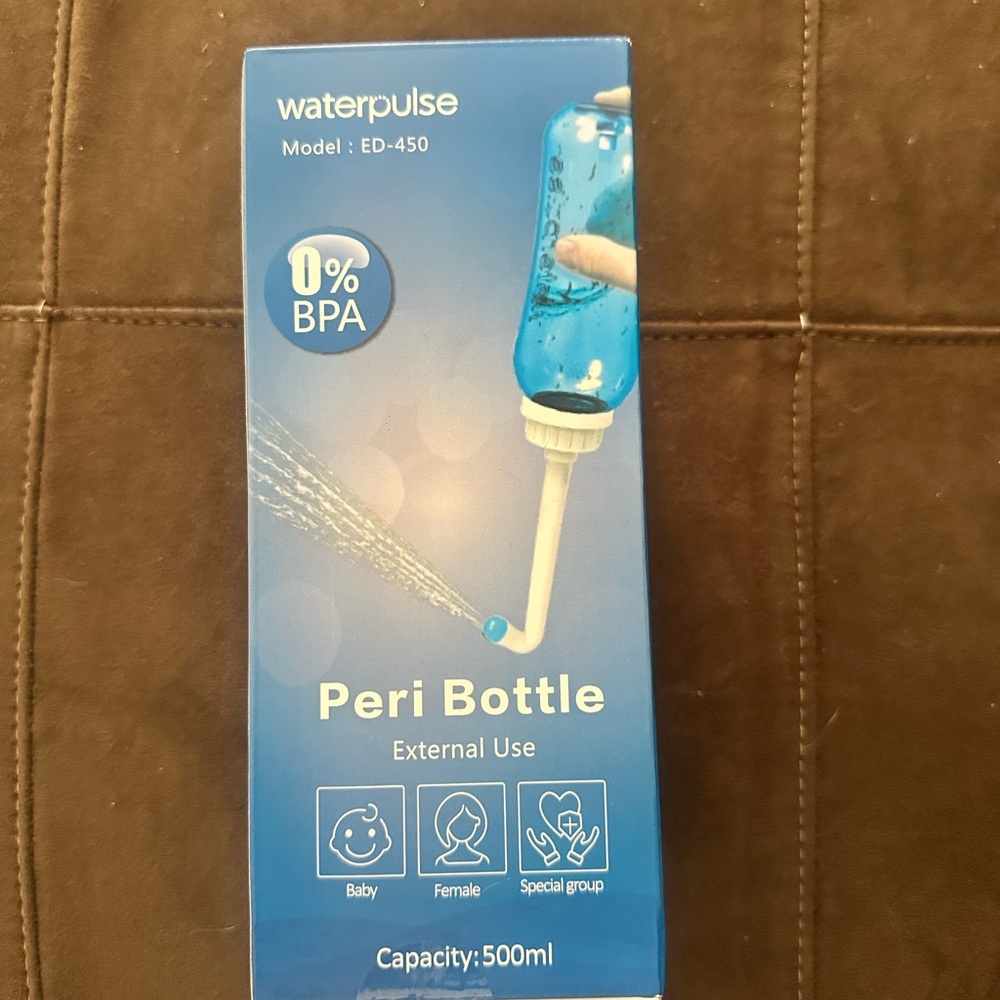 waterpulse
Model : ED-450
0%
BPA
Peri Bottle
External Use
Baby
Female
Special group
Capacity:500ml